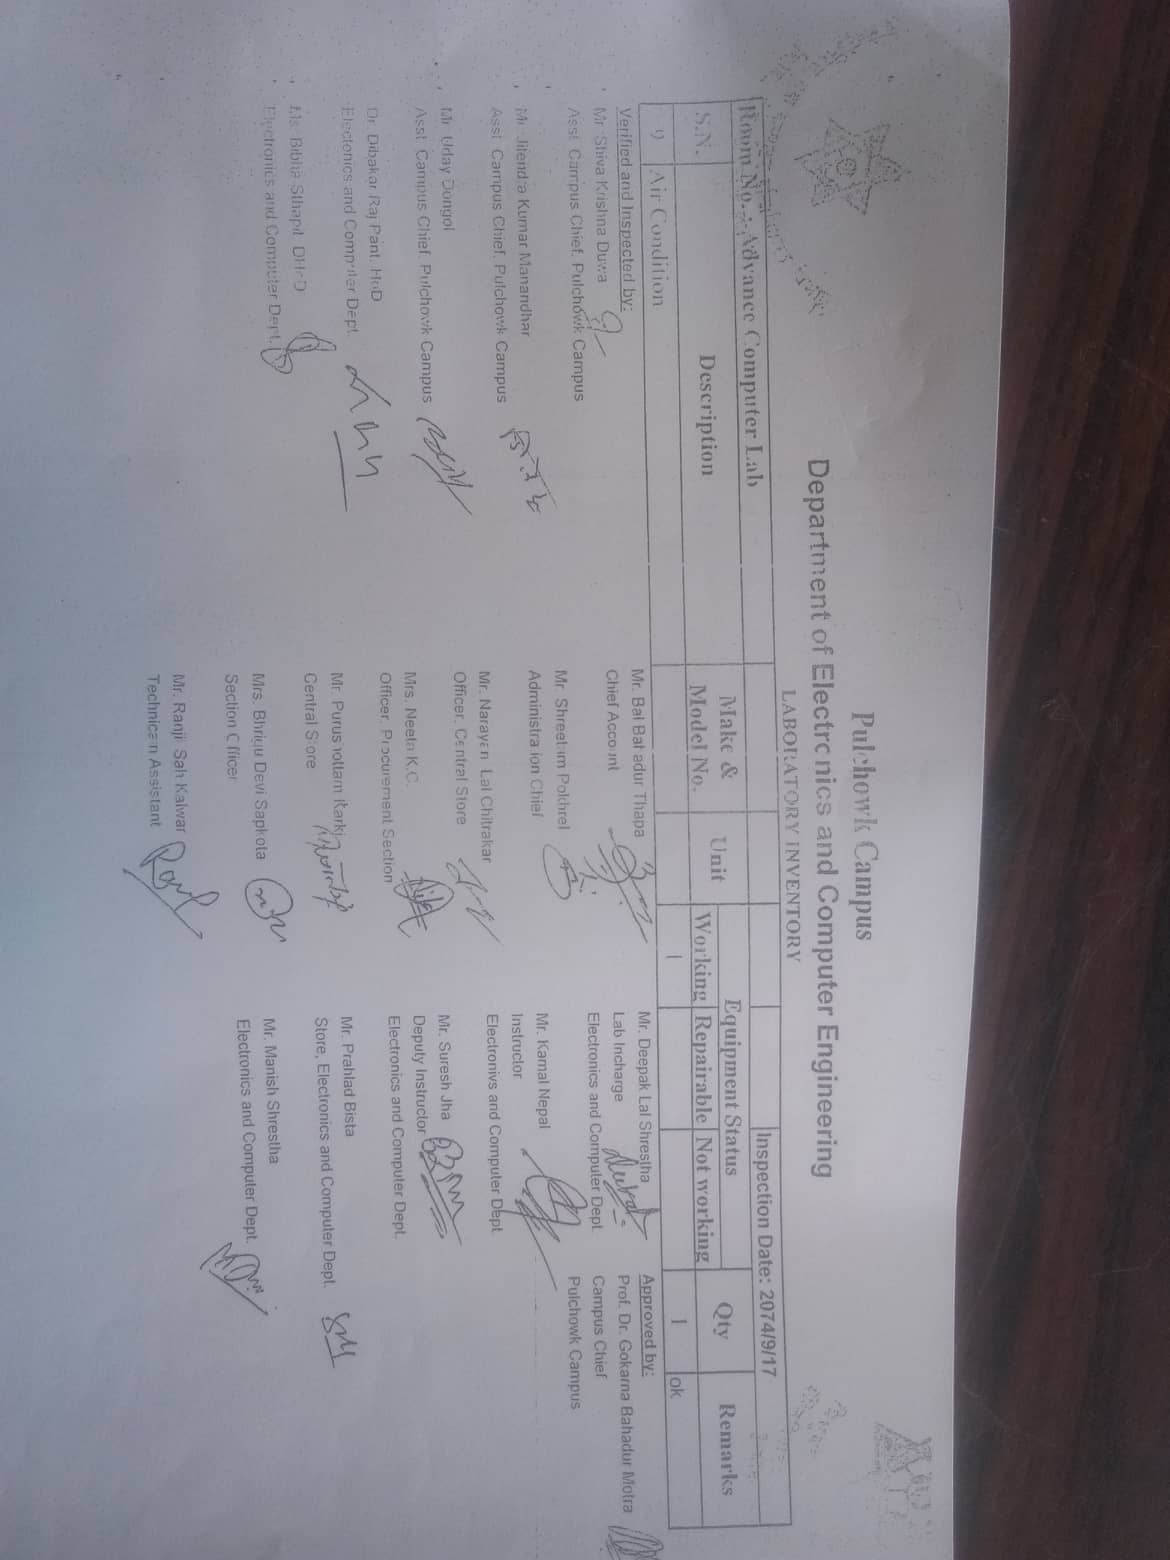 Pulchowk Campus
Department of Electronics and Computer Engineering
LABORATORY INVENTORY
Room No. :- Advance Computer Lab Inspection Date: 2074/9/17
S.N. Description Make & Model No. Unit Equipment Status Qty Remarks
Working Repairable Not working
9 Air Condition 1 1 ok
Verified and Inspected by:
Mr. Shiva Krishna Duwa
Asst. Campus Chief, Pulchowk Campus
Mr. Jitendra Kumar Manandhar
Asst. Campus Chief, Pulchowk Campus
Mr. Uday Dongol
Asst. Campus Chief, Pulchowk Campus
Dr. Dibakar Raj Pant, HoD
Electonics and Computer Dept.
Ms. Bibha Sthapit, DHoD
Electronics and Computer Dept.
Mr. Bal Bahadur Thapa
Chief Account
Mr. Shreeram Pokhrel
Administration Chief
Mr. Narayan Lal Chitrakar
Officer, Central Store
Mrs. Neeta K.C.
Officer, Procurement Section
Mr. Purushottam Karki
Central Store
Mrs. Bhrigu Devi Sapkota
Section Officer
Mr. Ranjit Sah Kalwar
Technicain Assistant
Mr. Deepak Lal Shrestha
Lab Incharge
Electronics and Computer Dept.
Mr. Kamal Nepal
Instructor
Electronivs and Computer Dept.
Mr. Suresh Jha
Deputy Instructor
Electronics and Computer Dept.
Mr. Prahlad Bista
Store, Electronics and Computer Dept.
Mr. Manish Shrestha
Electronics and Computer Dept.
Approved by:
Prof. Dr. Gokarna Bahadur Motra
Campus Chief
Pulchowk Campus